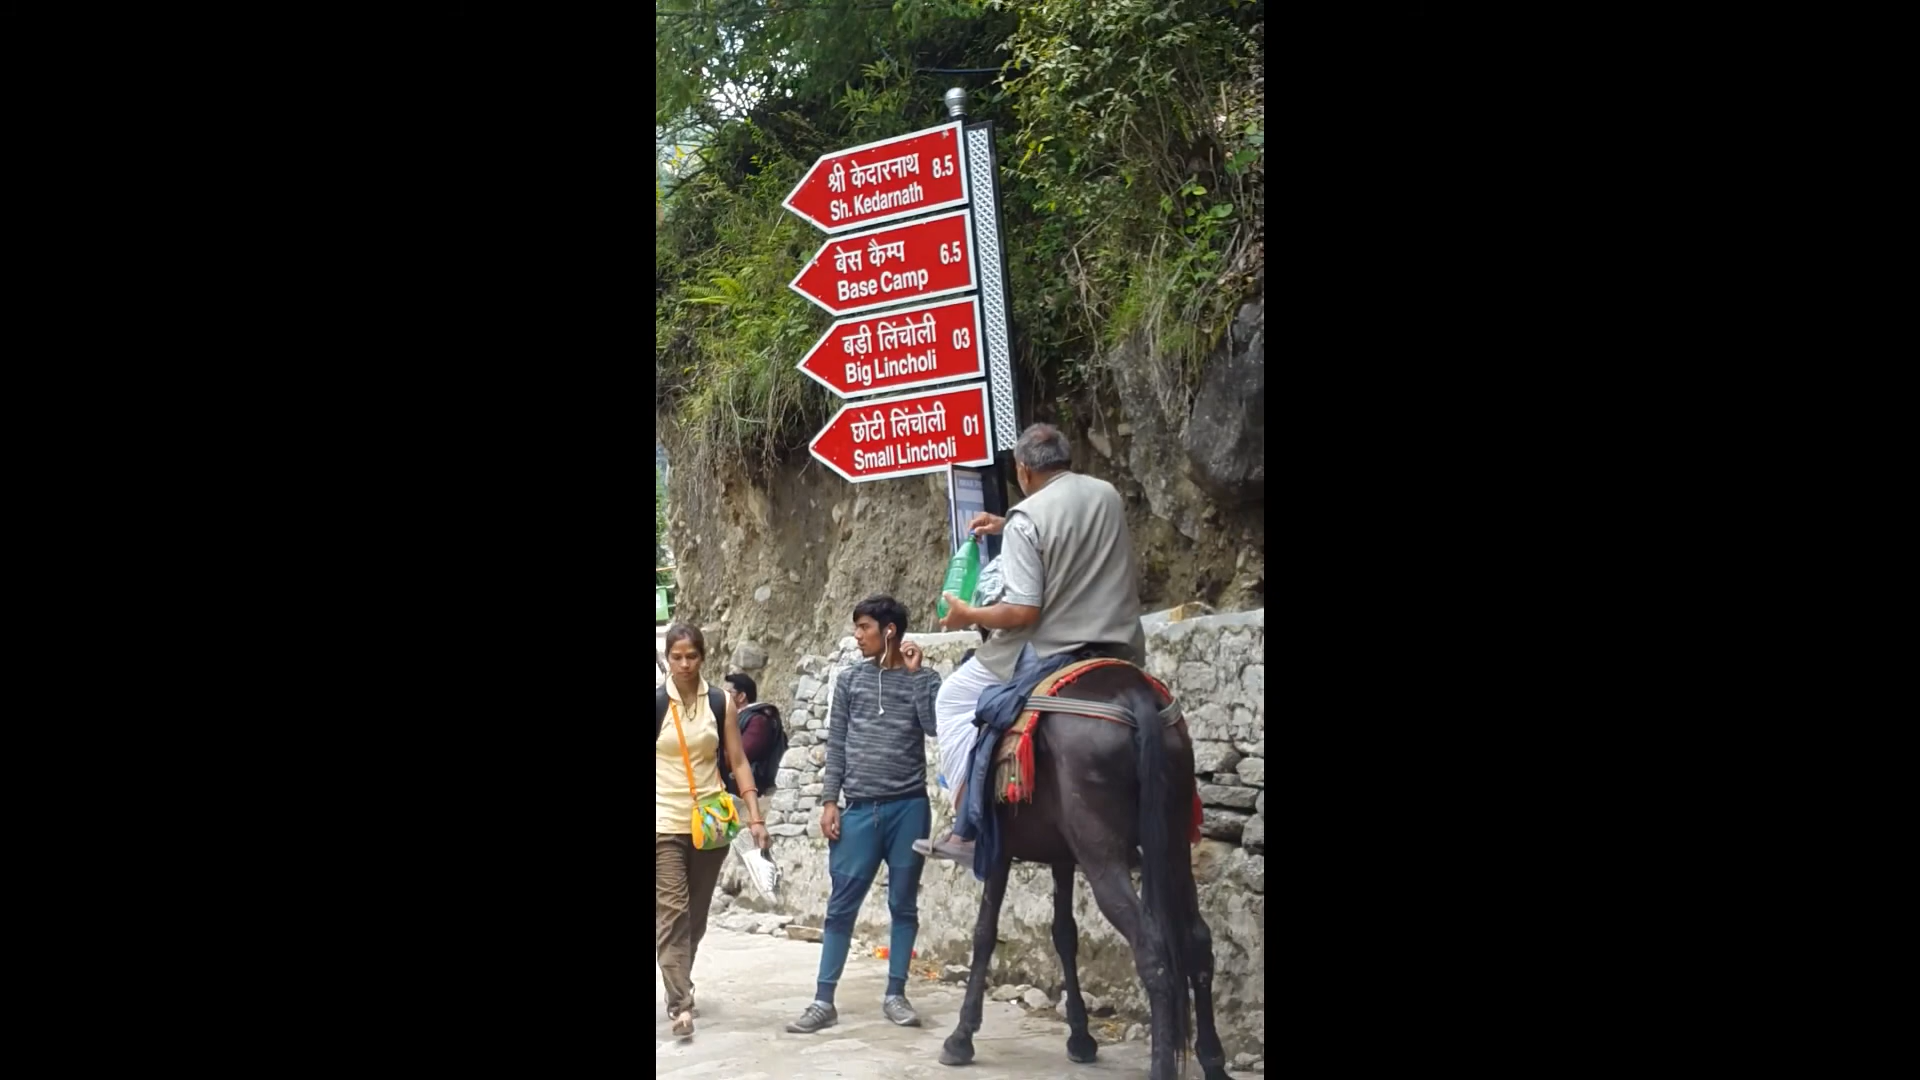 श्री केदारनाथ 8.5
Sh. Kedarnath
बेस कैम्प 6.5
Base Camp
बड़ी लिंचोली 03
Big Lincholi
छोटी लिंचोली 01
Small Lincholi